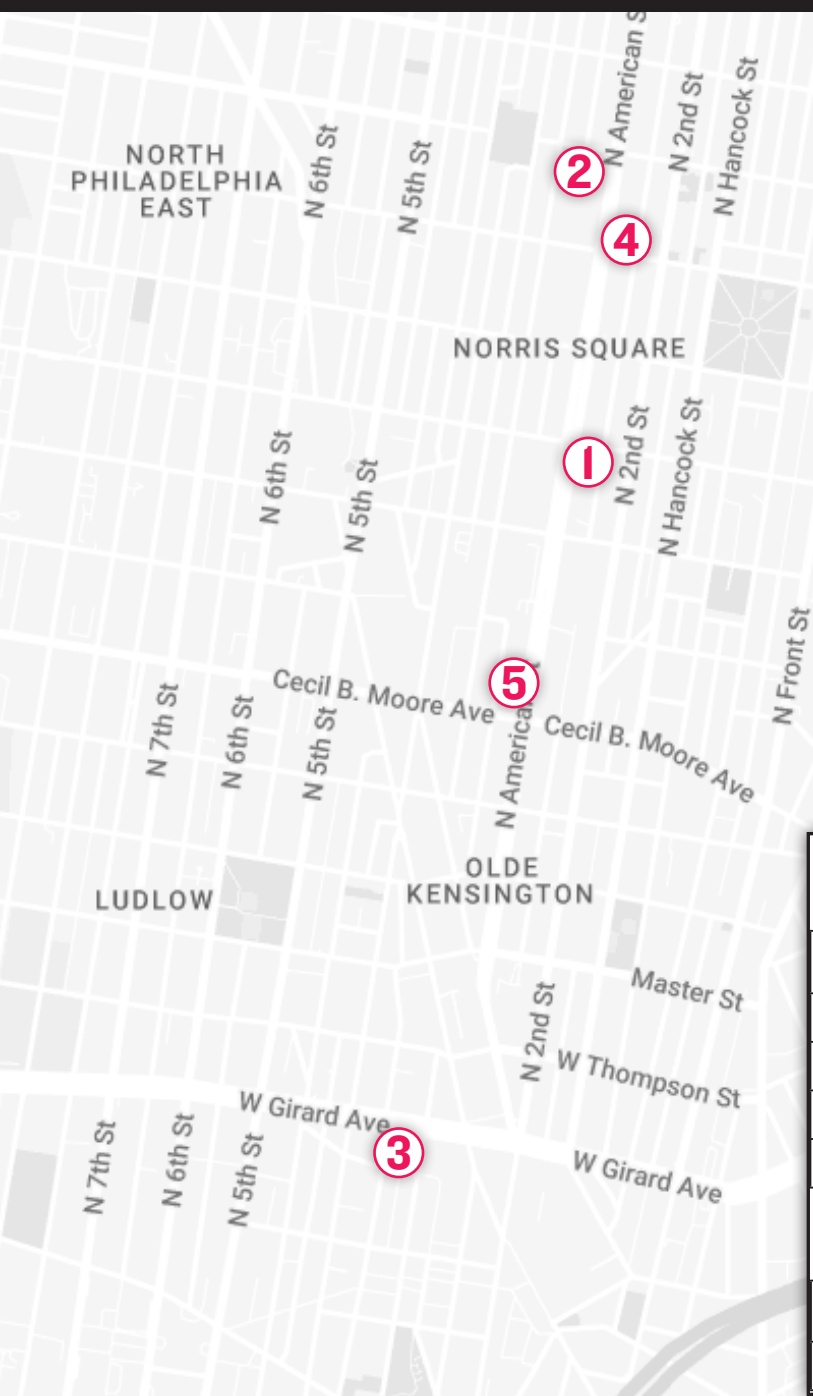 N American S
N 2nd St
N Hancock St
N 6th St
N 5th St
NORTH
PHILADELPHIA
EAST
2
4
NORRIS SQUARE
N 6th St
N 5th St
1
N 2nd St
N Hancock St
N Front St
5
Cecil B. Moore Ave
Cecil B. Moore Ave
N America
N 7th St
N 6th St
N 5th St
OLDE
KENSINGTON
LUDLOW
Master St
N 2nd St
W Thompson St
W Girard Ave
3
W Girard Ave
N 7th St
N 6th St
N 5th St